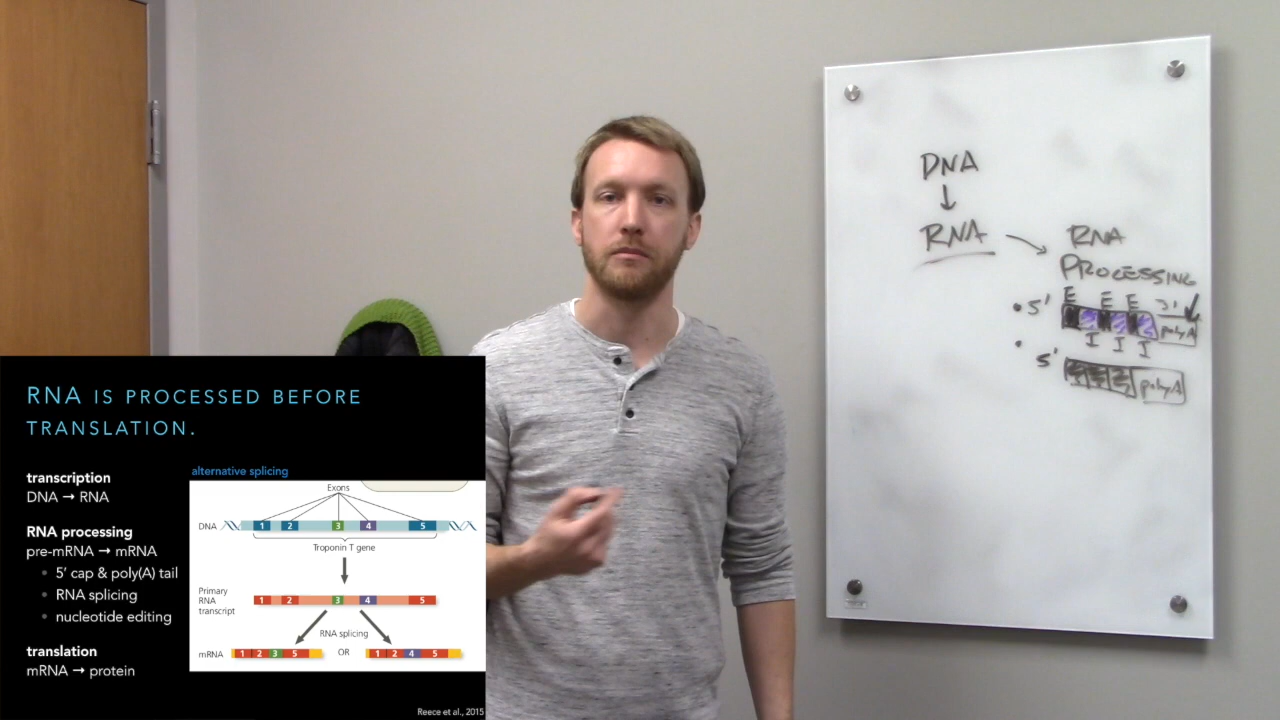 RNA IS PROCESSED BEFORE
TRANSLATION.
transcription
DNA → RNA
RNA processing
pre-mRNA → mRNA
• 5' cap & poly(A) tail
• RNA splicing
• nucleotide editing
translation
mRNA → protein
alternative splicing
Exons
DNA 1 2 3 4 5
Troponin T gene
Primary
RNA
transcript
1 2 3 4 5
RNA splicing
mRNA 1 2 3 5 OR 1 2 4 5
Reece et al., 2015
DNA
↓
RNA → RNA
PROCESSING
E E E 3'
• 5' polyA
I I I
• 5' polyA